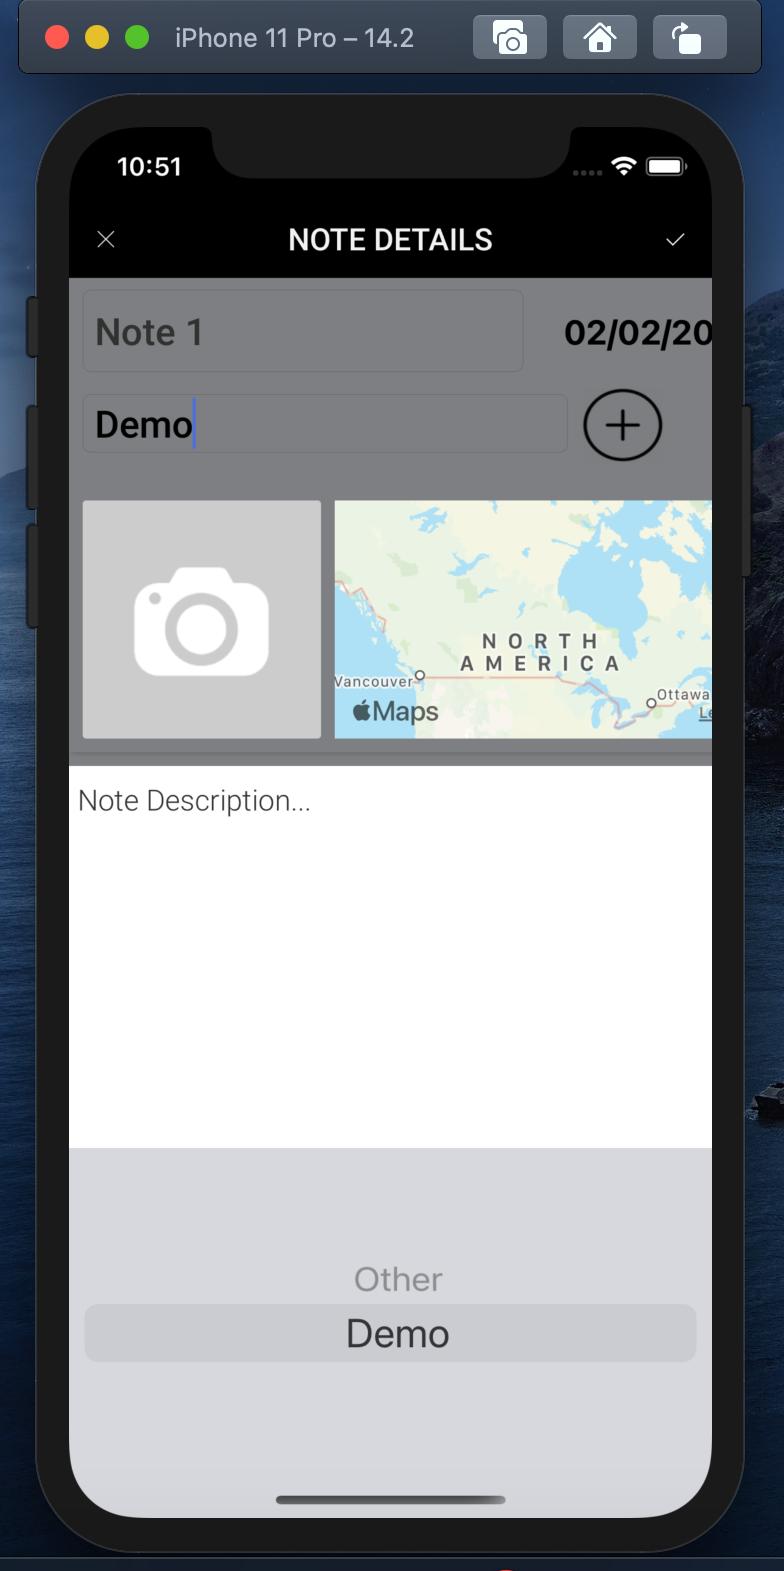 iPhone 11 Pro – 14.2
10:51
NOTE DETAILS
Note 1
02/02/20
Demo
NORTH
AMERICA
Vancouver
Ottawa
Maps
Note Description...
Other
Demo